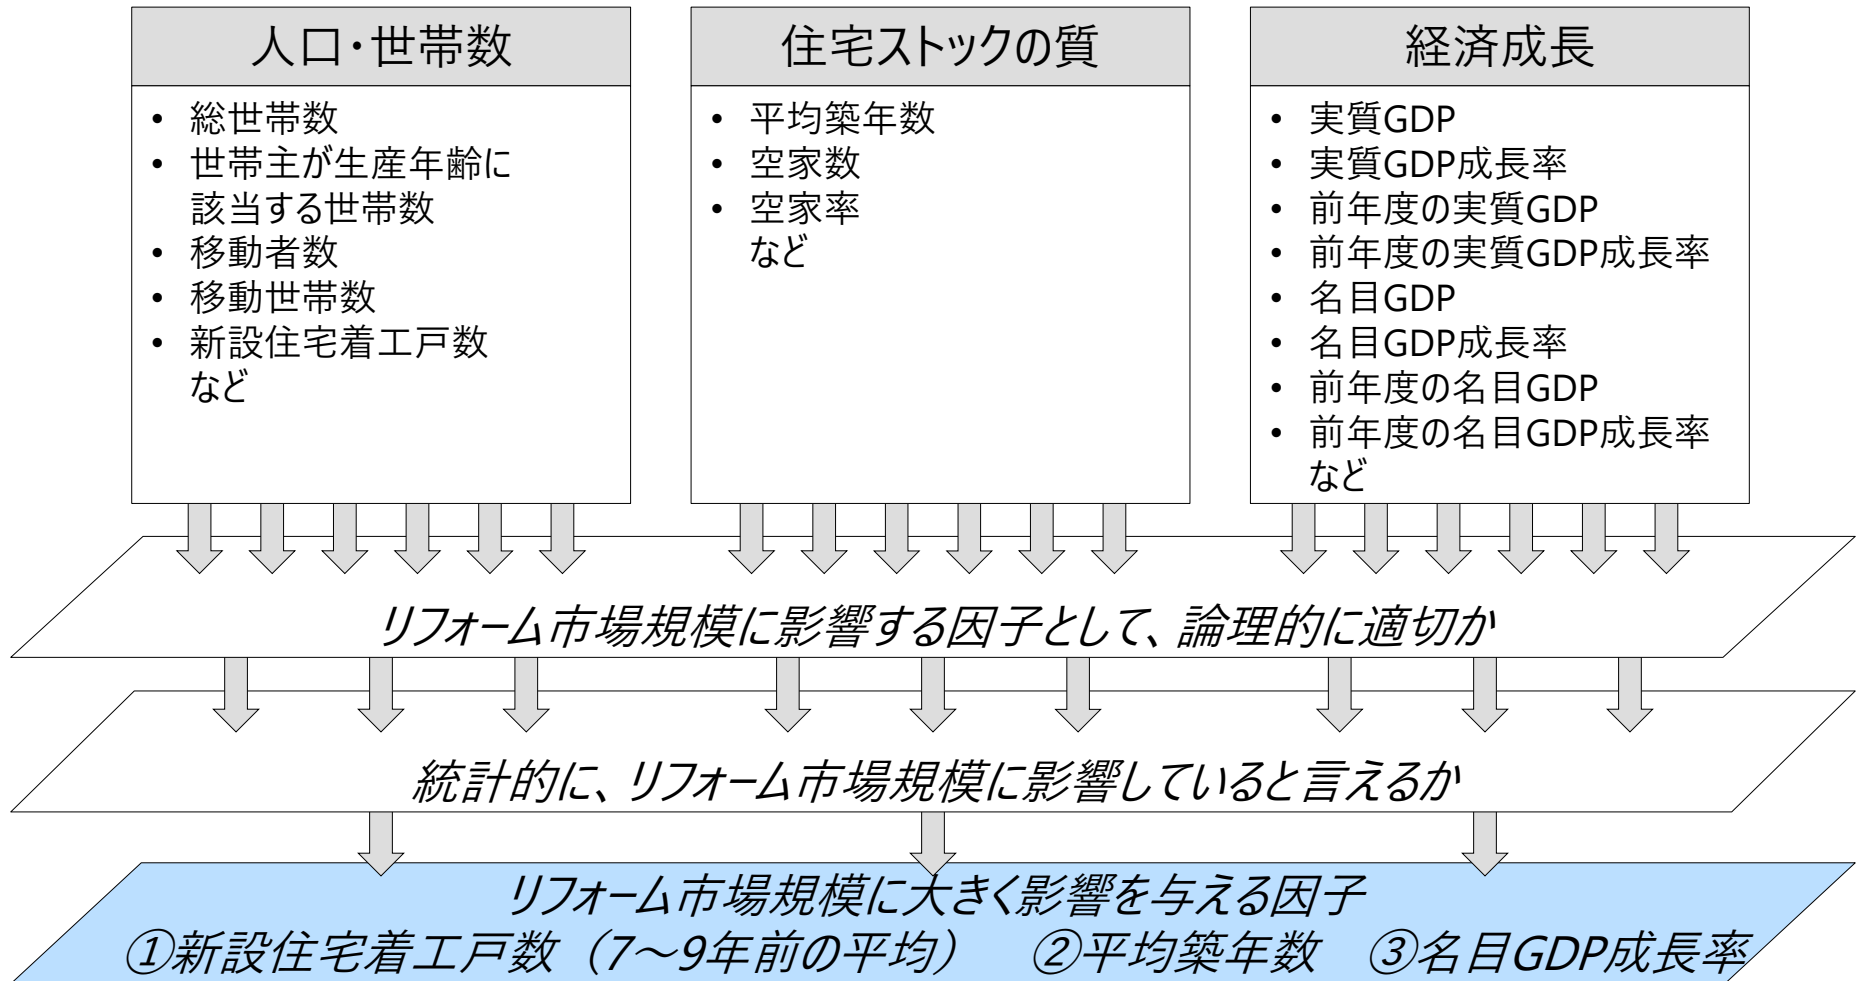 人口・世帯数
• 総世帯数
• 世帯主が生産年齢に
該当する世帯数
• 移動者数
• 移動世帯数
• 新設住宅着工戸数
など
住宅ストックの質
• 平均築年数
• 空家数
• 空家率
など
経済成長
• 実質GDP
• 実質GDP成長率
• 前年度の実質GDP
• 前年度の実質GDP成長率
• 名目GDP
• 名目GDP成長率
• 前年度の名目GDP
• 前年度の名目GDP成長率
など
リフォーム市場規模に影響する因子として、論理的に適切か
統計的に、リフォーム市場規模に影響していると言えるか
リフォーム市場規模に大きく影響を与える因子
①新設住宅着工戸数（7～9年前の平均）　②平均築年数　③名目GDP成長率